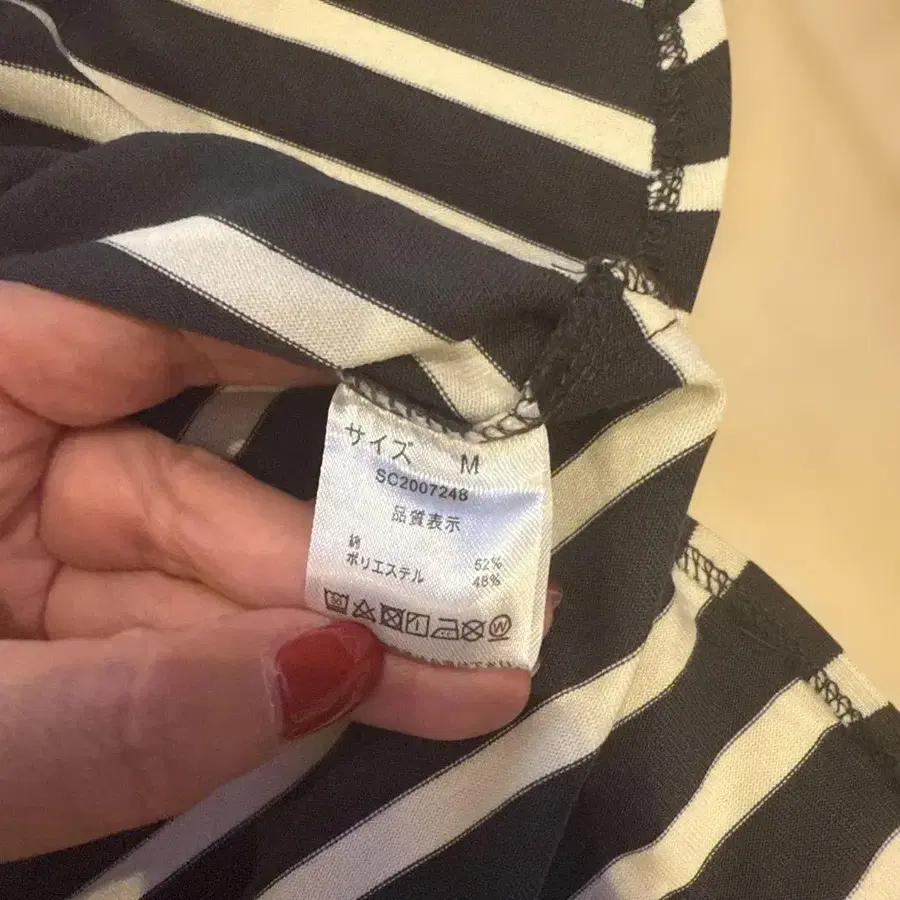 サイズ M
SC2007248
品質表示
綿 52%
ポリエステル 48%